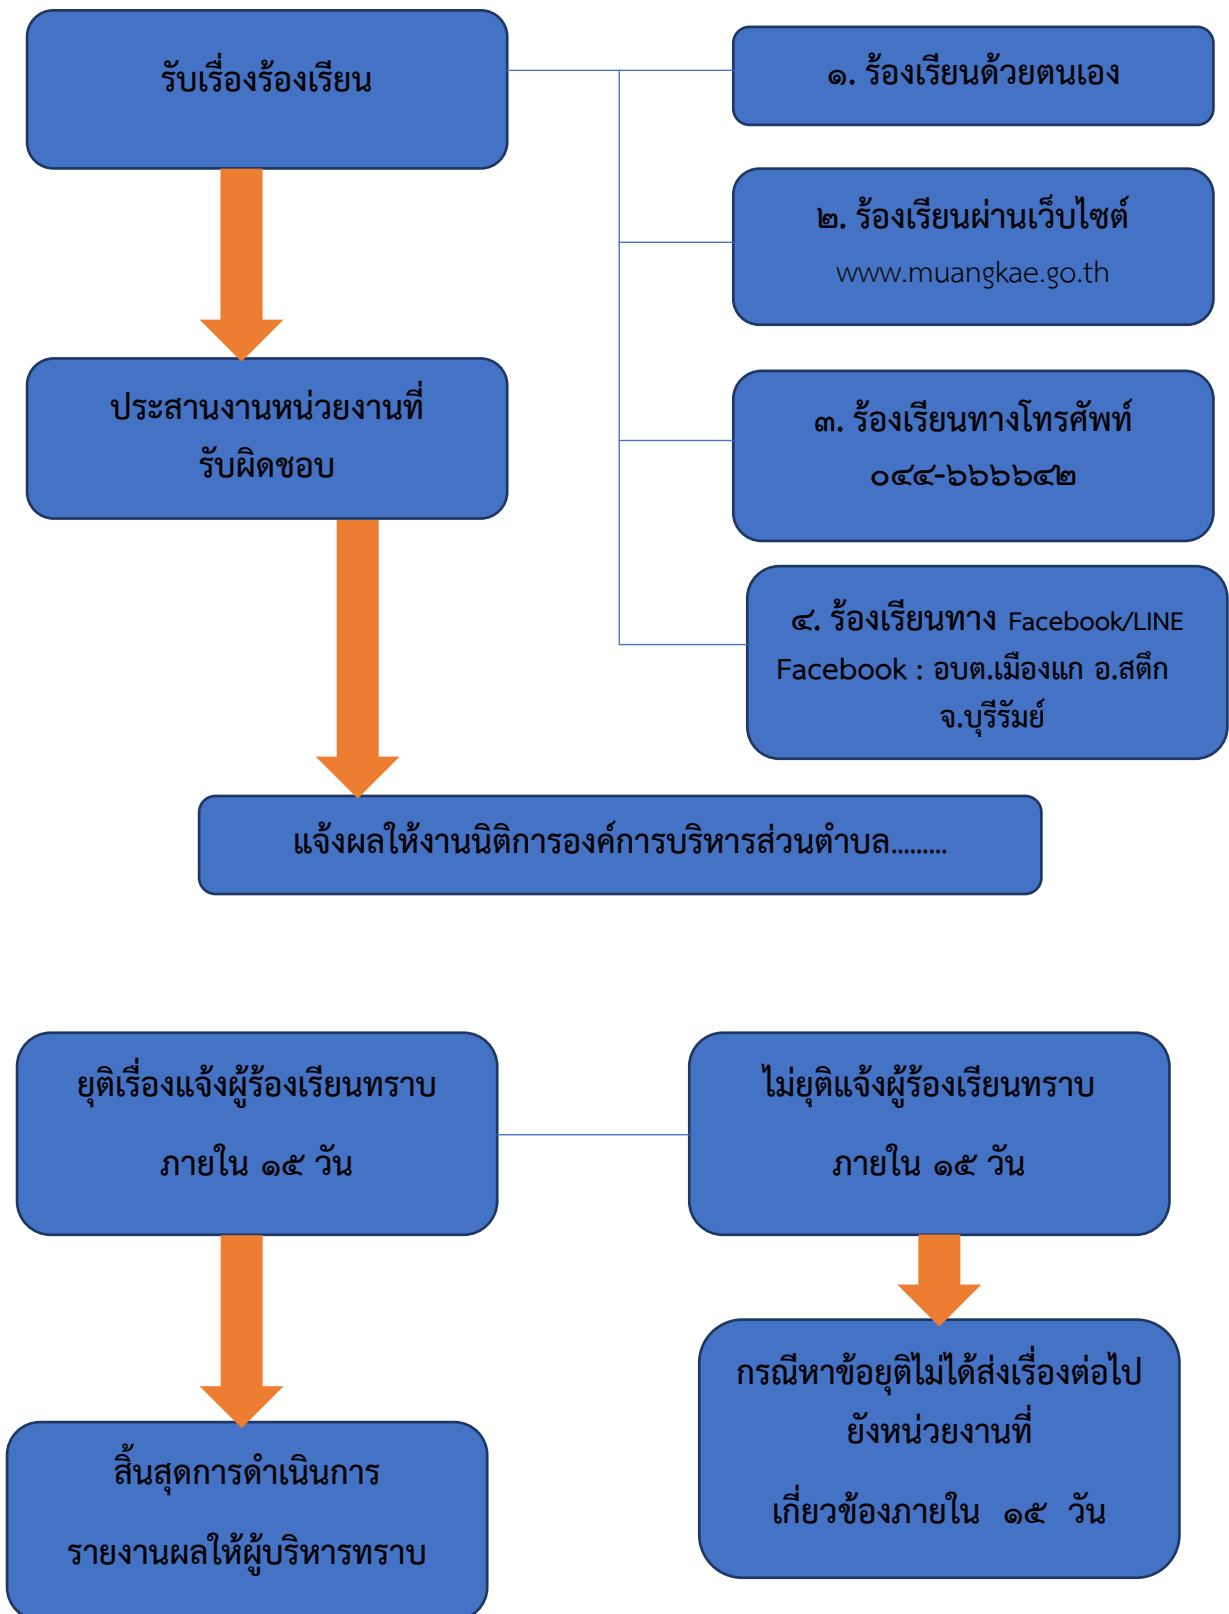 รับเรื่องร้องเรียน
๑. ร้องเรียนด้วยตนเอง
๒. ร้องเรียนผ่านเว็บไซต์
www.muangkae.go.th
ประสานงานหน่วยงานที่
รับผิดชอบ
๓. ร้องเรียนทางโทรศัพท์
๐๔๔-๖๖๖๖๔๒
๔. ร้องเรียนทาง Facebook/LINE
Facebook : อบต.เมืองแก อ.สตึก
จ.บุรีรัมย์
แจ้งผลให้งานนิติการองค์การบริหารส่วนตำบล.........
ยุติเรื่องแจ้งผู้ร้องเรียนทราบ
ภายใน ๑๕ วัน
ไม่ยุติแจ้งผู้ร้องเรียนทราบ
ภายใน ๑๕ วัน
สิ้นสุดการดำเนินการ
รายงานผลให้ผู้บริหารทราบ
กรณีหาข้อยุติไม่ได้ส่งเรื่องต่อไป
ยังหน่วยงานที่
เกี่ยวข้องภายใน ๑๕ วัน